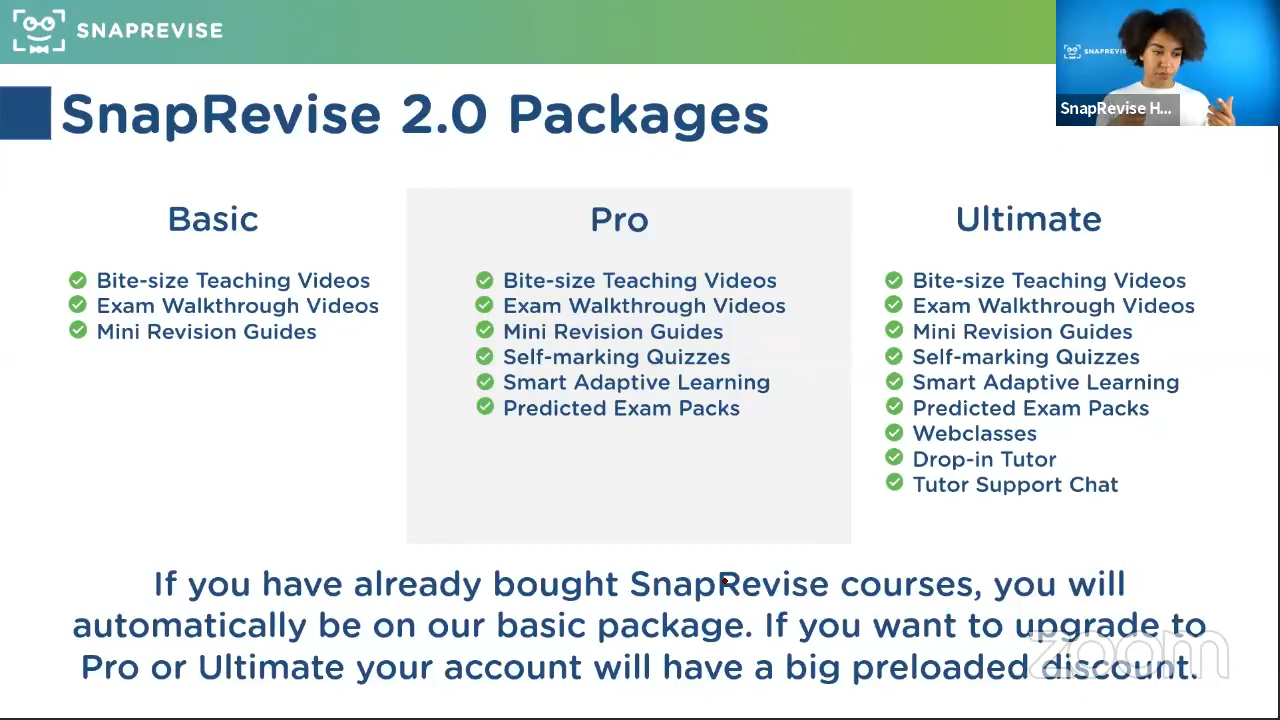 SNAPREVISE
SNAPREVISE
SnapRevise H...
SnapRevise 2.0 Packages
Basic
Bite-size Teaching Videos
Exam Walkthrough Videos
Mini Revision Guides
Pro
Bite-size Teaching Videos
Exam Walkthrough Videos
Mini Revision Guides
Self-marking Quizzes
Smart Adaptive Learning
Predicted Exam Packs
Ultimate
Bite-size Teaching Videos
Exam Walkthrough Videos
Mini Revision Guides
Self-marking Quizzes
Smart Adaptive Learning
Predicted Exam Packs
Webclasses
Drop-in Tutor
Tutor Support Chat
If you have already bought SnapRevise courses, you will
automatically be on our basic package. If you want to upgrade to
Pro or Ultimate your account will have a big preloaded discount.
zoom